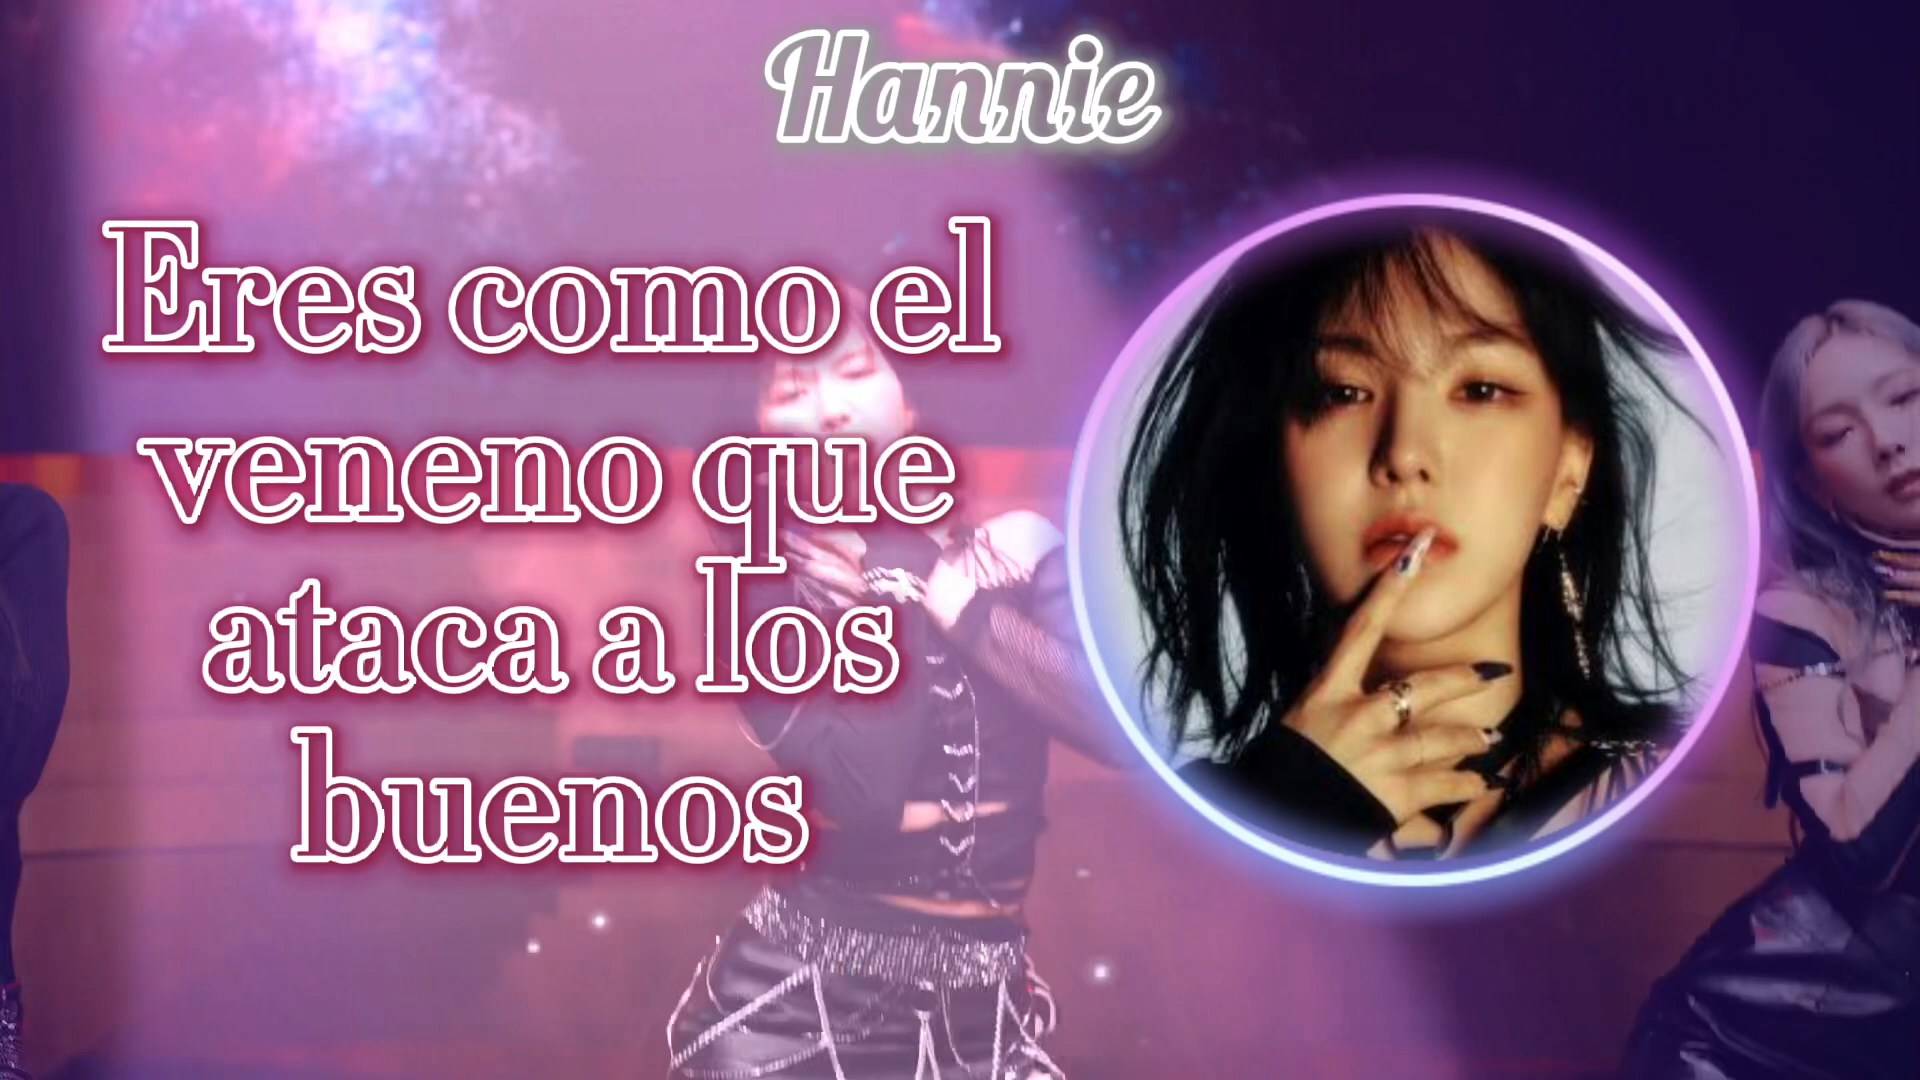 Hannie
Eres como el
veneno que
ataca a los
buenos